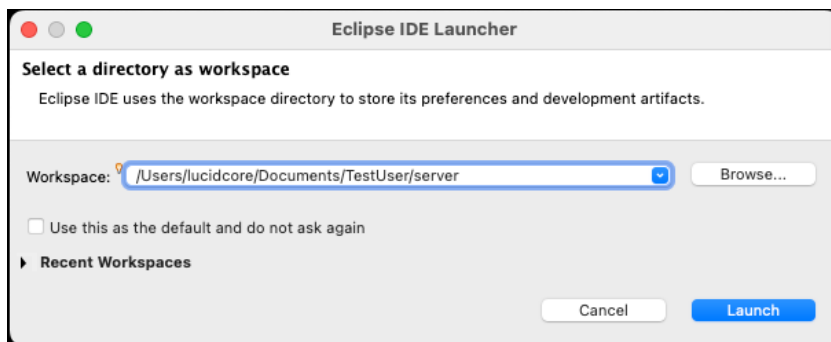 Eclipse IDE Launcher
Select a directory as workspace
Eclipse IDE uses the workspace directory to store its preferences and development artifacts.
Workspace: /Users/lucidcore/Documents/TestUser/server Browse...
Use this as the default and do not ask again
Recent Workspaces
Cancel Launch